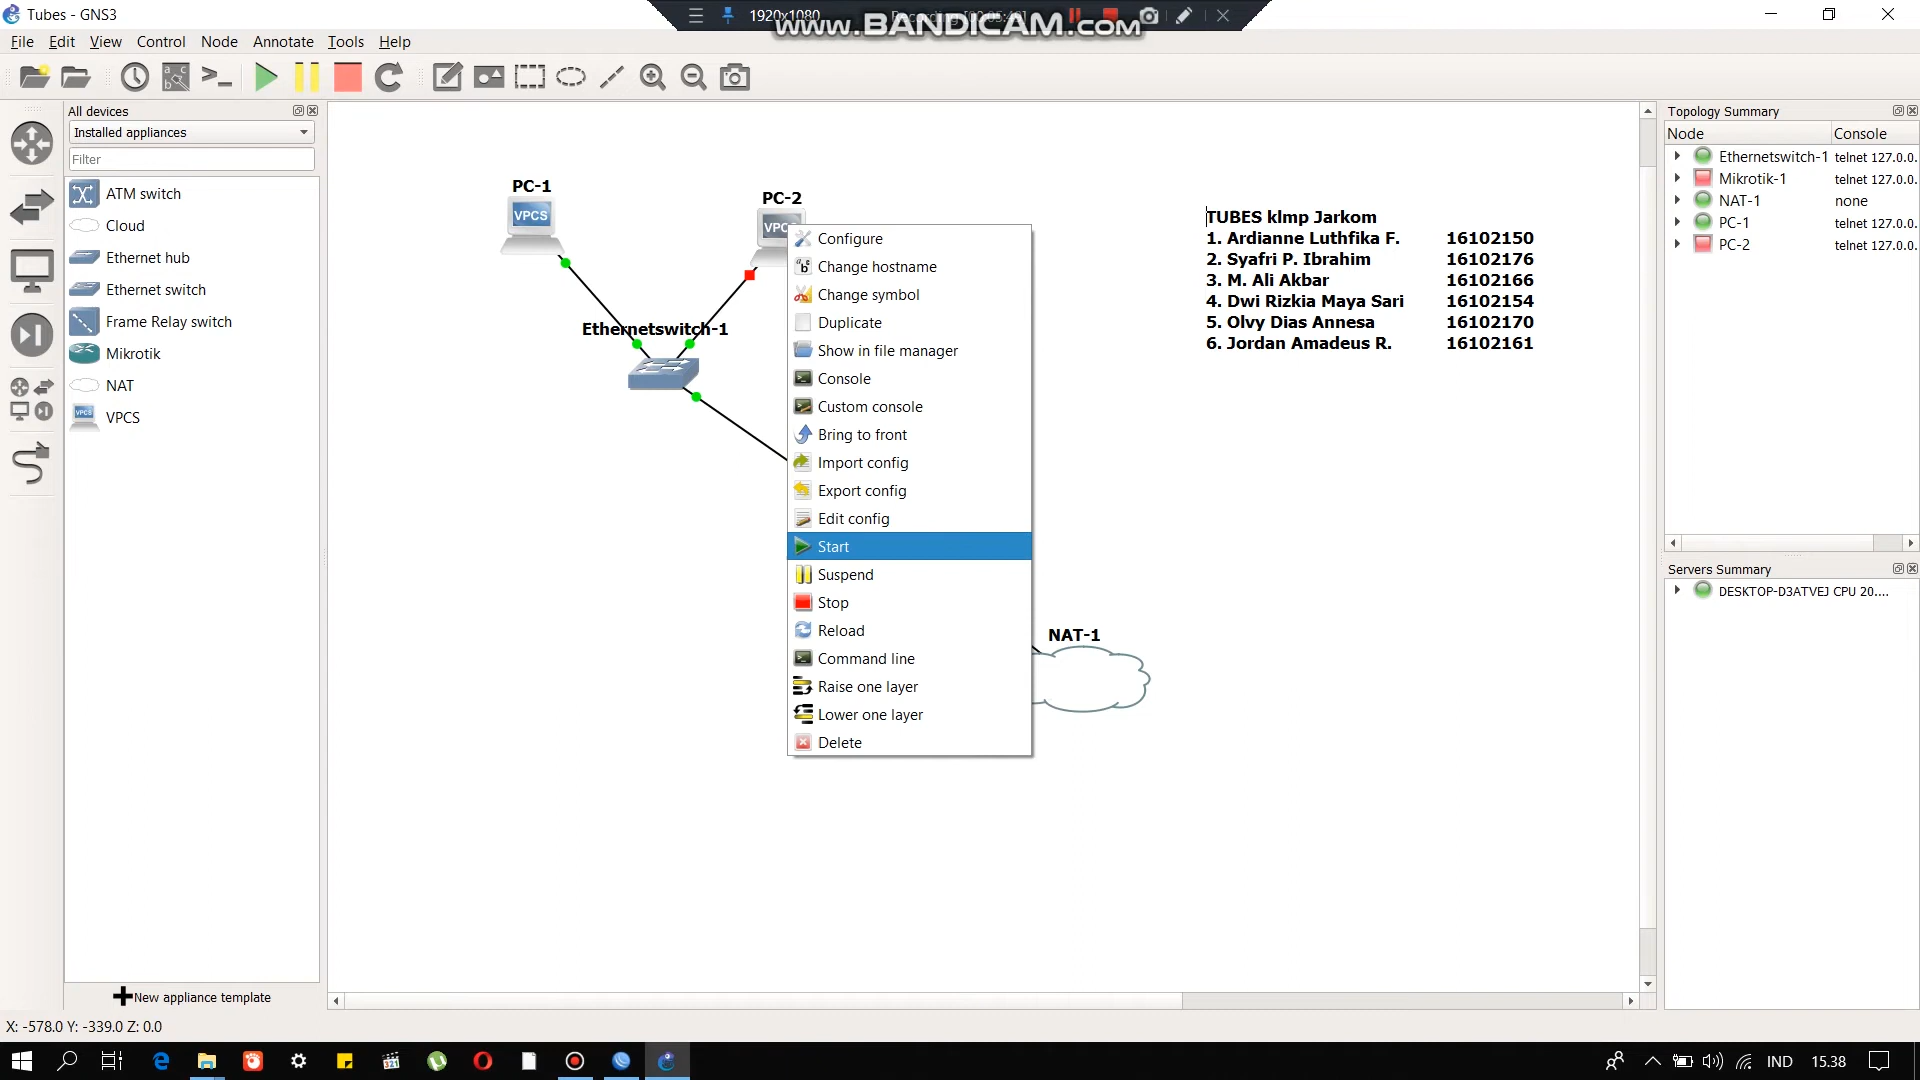 Tubes - GNS3
1920x1080
Recording [00:05:49]
www.BANDICAM.com
File Edit View Control Node Annotate Tools Help
All devices
Installed appliances
Filter
ATM switch
Cloud
Ethernet hub
Ethernet switch
Frame Relay switch
Mikrotik
NAT
VPCS
New appliance template
PC-1
VPCS
PC-2
VPC
Ethernetswitch-1
NAT-1
Configure
Change hostname
Change symbol
Duplicate
Show in file manager
Console
Custom console
Bring to front
Import config
Export config
Edit config
Start
Suspend
Stop
Reload
Command line
Raise one layer
Lower one layer
Delete
TUBES klmp Jarkom
1. Ardianne Luthfika F. 16102150
2. Syafri P. Ibrahim 16102176
3. M. Ali Akbar 16102166
4. Dwi Rizkia Maya Sari 16102154
5. Olvy Dias Annesa 16102170
6. Jordan Amadeus R. 16102161
Topology Summary
Node Console
Ethernetswitch-1 telnet 127.0.0.
Mikrotik-1 telnet 127.0.0.
NAT-1 none
PC-1 telnet 127.0.0.
PC-2 telnet 127.0.0.
Servers Summary
DESKTOP-D3ATVEJ CPU 20....
X: -578.0 Y: -339.0 Z: 0.0
IND 15.38